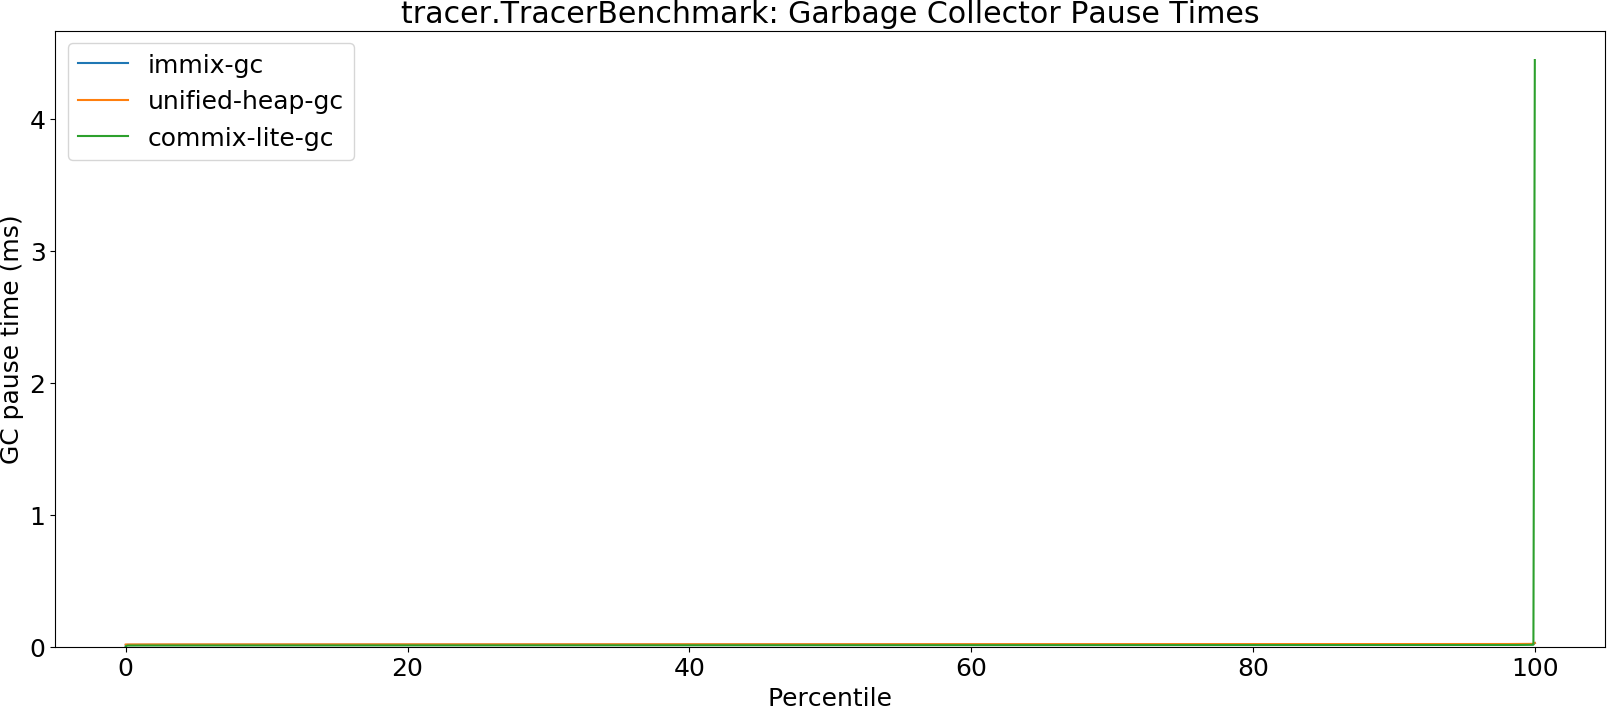 tracer.TracerBenchmark: Garbage Collector Pause Times
immix-gc
unified-heap-gc
commix-lite-gc
GC pause time (ms)
4
3
2
1
0
0 20 40 60 80 100
Percentile